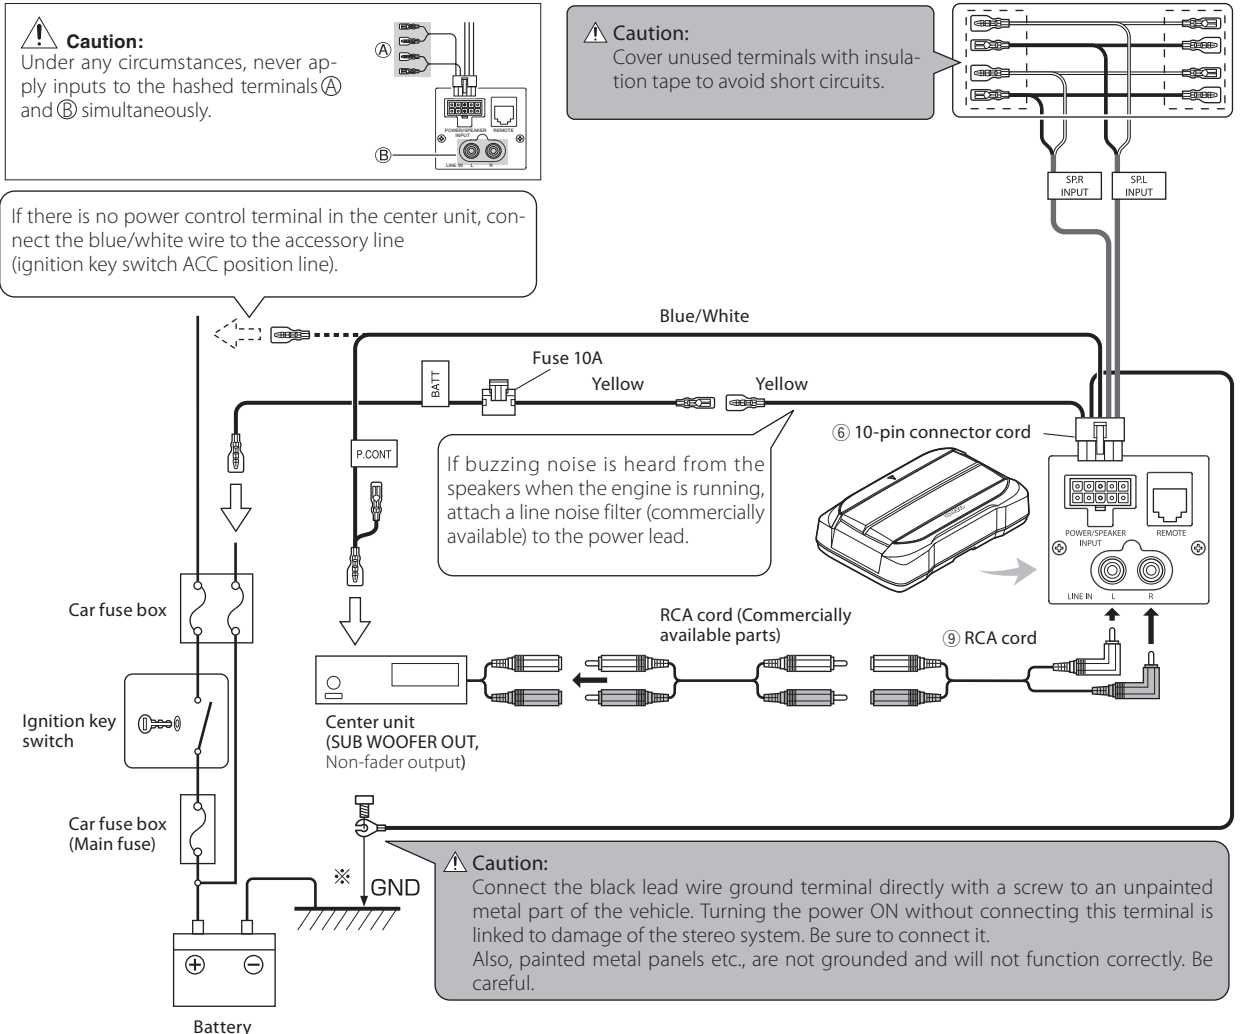 Caution:
Under any circumstances, never ap-
ply inputs to the hashed terminals Ⓐ
and Ⓑ simultaneously.
Ⓐ
POWER/SPEAKER
INPUT
REMOTE
Ⓑ
LINE IN L R
Caution:
Cover unused terminals with insula-
tion tape to avoid short circuits.
SP.R
INPUT
SP.L
INPUT
If there is no power control terminal in the center unit, con-
nect the blue/white wire to the accessory line
(ignition key switch ACC position line).
Blue/White
BATT
Fuse 10A
Yellow
Yellow
P.CONT
If buzzing noise is heard from the
speakers when the engine is running,
attach a line noise filter (commercially
available) to the power lead.
⑥ 10-pin connector cord
POWER/SPEAKER
INPUT
REMOTE
LINE IN L R
Car fuse box
RCA cord (Commercially
available parts)
⑨ RCA cord
Ignition key
switch
Center unit
(SUB WOOFER OUT,
Non-fader output)
Car fuse box
(Main fuse)
※
GND
Caution:
Connect the black lead wire ground terminal directly with a screw to an unpainted
metal part of the vehicle. Turning the power ON without connecting this terminal is
linked to damage of the stereo system. Be sure to connect it.
Also, painted metal panels etc., are not grounded and will not function correctly. Be
careful.
⊕ ⊖
Battery